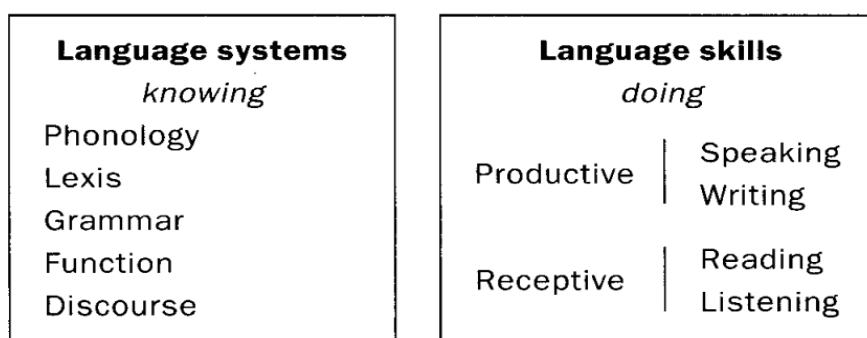 Language systems
knowing
Phonology
Lexis
Grammar
Function
Discourse
Language skills
doing
Productive
Speaking
Writing
Receptive
Reading
Listening